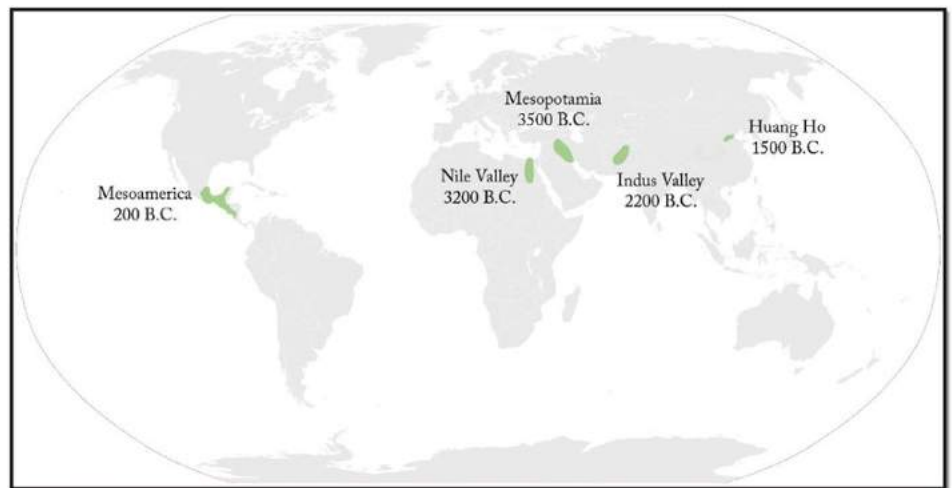 Mesopotamia
3500 B.C.
Huang Ho
1500 B.C.
Nile Valley
3200 B.C.
Indus Valley
2200 B.C.
Mesoamerica
200 B.C.